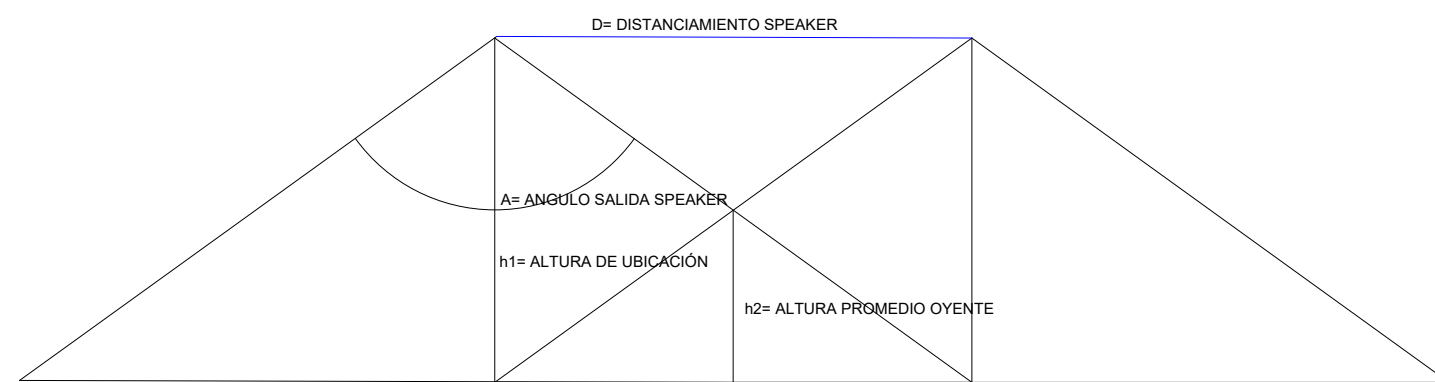 D= DISTANCIAMIENTO SPEAKER
A= ANGULO SALIDA SPEAKER
h1= ALTURA DE UBICACIÓN
h2= ALTURA PROMEDIO OYENTE